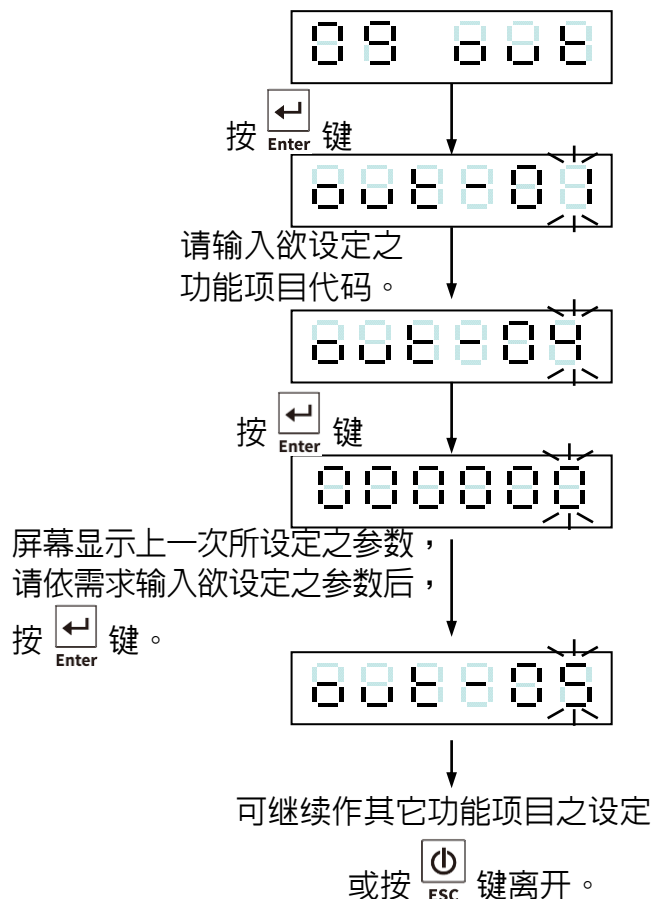 09 out
按 Enter 键
out-01
请输入欲设定之
功能项目代码。
out-04
按 Enter 键
000000
屏幕显示上一次所设定之参数，
请依需求输入欲设定之参数后，
按 Enter 键。
out-05
可继续作其它功能项目之设定
或按 ESC 键离开。